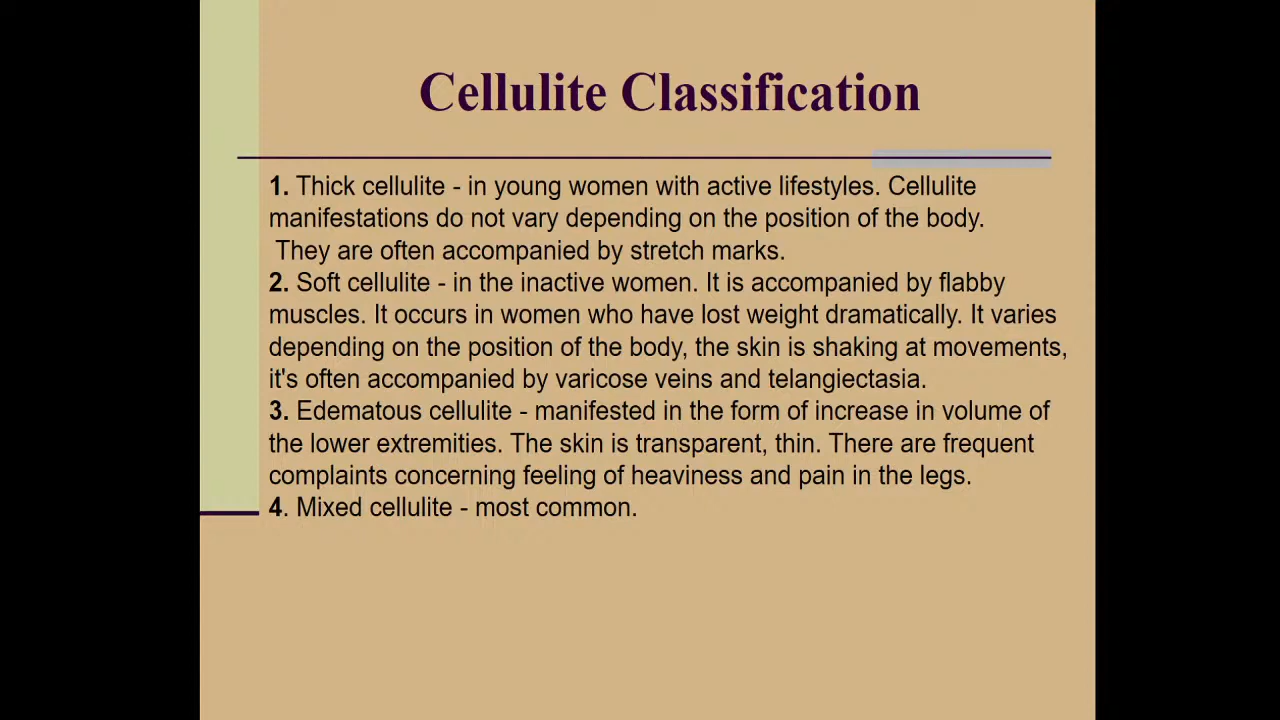 Cellulite Classification
1. Thick cellulite - in young women with active lifestyles. Cellulite
manifestations do not vary depending on the position of the body.
They are often accompanied by stretch marks.
2. Soft cellulite - in the inactive women. It is accompanied by flabby
muscles. It occurs in women who have lost weight dramatically. It varies
depending on the position of the body, the skin is shaking at movements,
it's often accompanied by varicose veins and telangiectasia.
3. Edematous cellulite - manifested in the form of increase in volume of
the lower extremities. The skin is transparent, thin. There are frequent
complaints concerning feeling of heaviness and pain in the legs.
4. Mixed cellulite - most common.